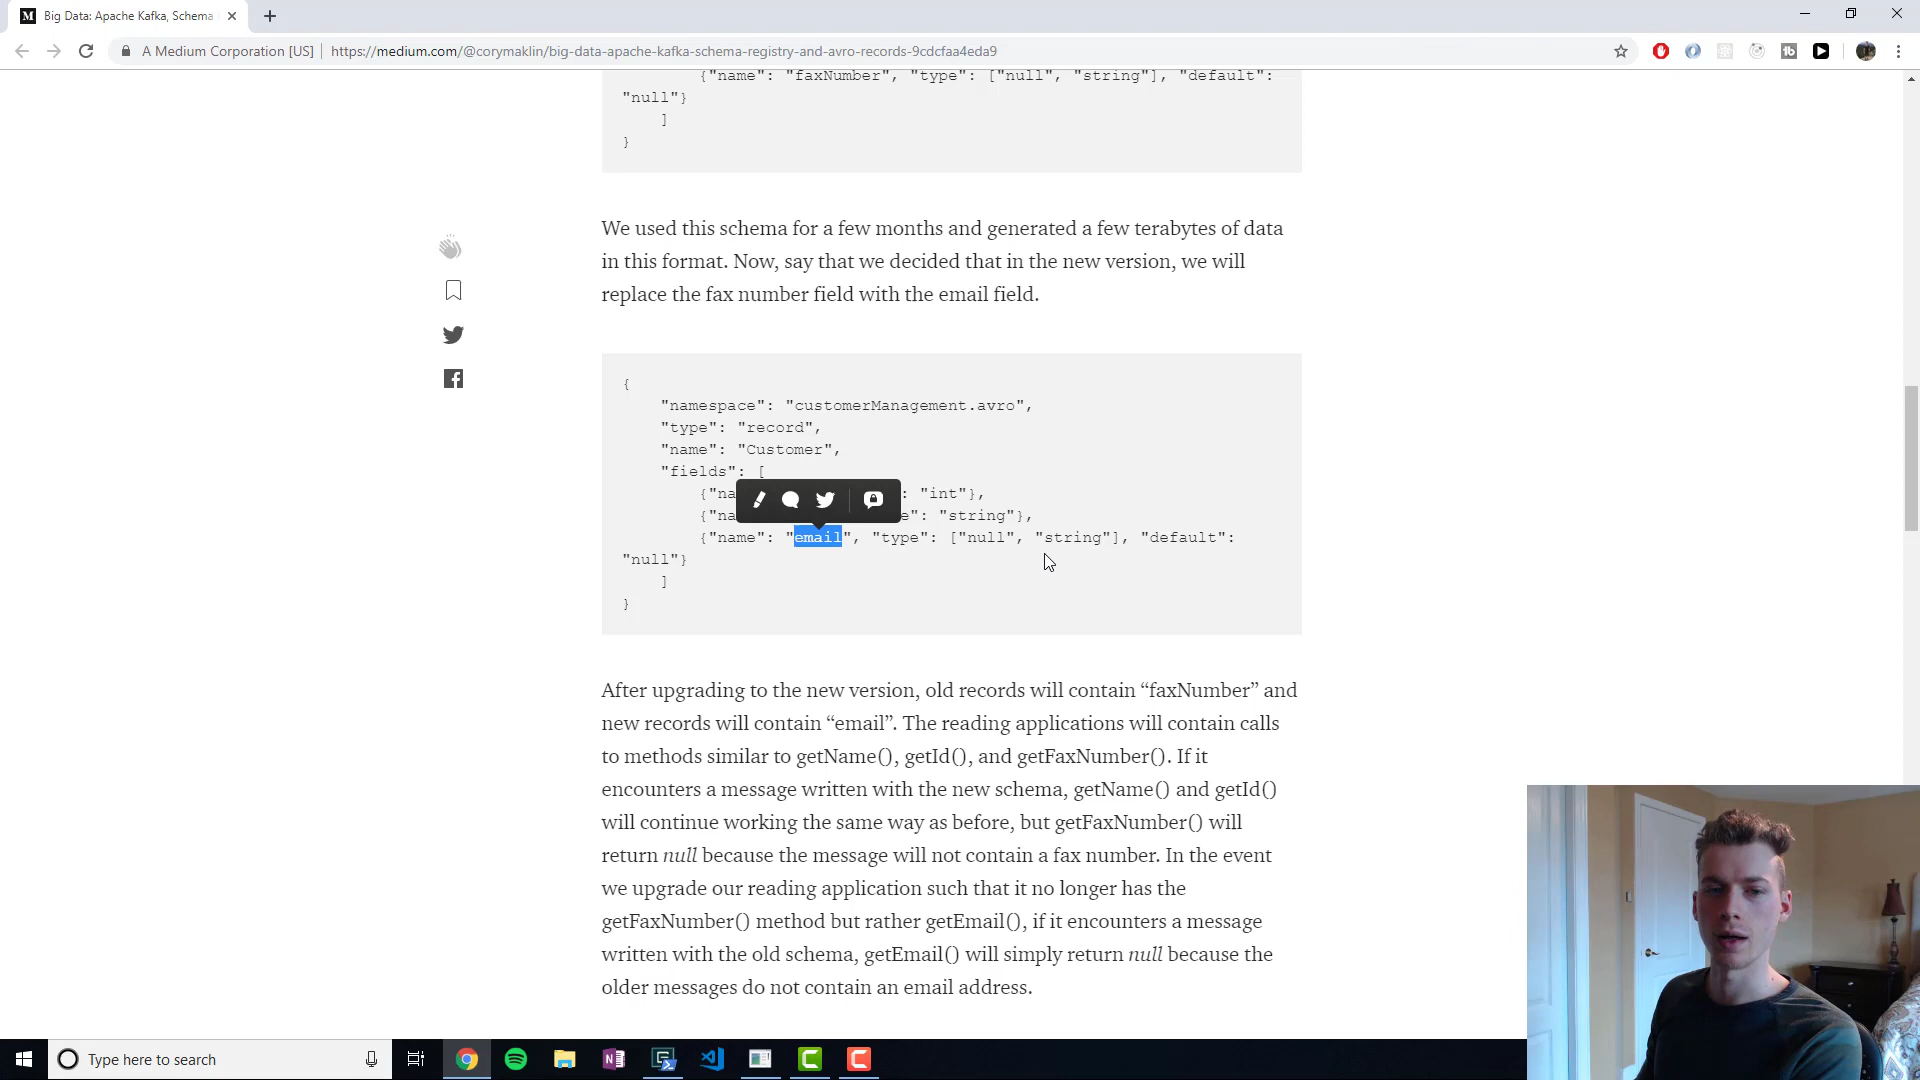 Big Data: Apache Kafka, Schema
A Medium Corporation [US]
https://medium.com/@corymaklin/big-data-apache-kafka-schema-registry-and-avro-records-9cdcfaa4eda9
{"name": "faxNumber", "type": ["null", "string"], "default":
"null"}
]
}
We used this schema for a few months and generated a few terabytes of data
in this format. Now, say that we decided that in the new version, we will
replace the fax number field with the email field.
{
"namespace": "customerManagement.avro",
"type": "record",
"name": "Customer",
"fields": [
{"na : "int"},
{"na e": "string"},
{"name": "email", "type": ["null", "string"], "default":
"null"}
]
}
After upgrading to the new version, old records will contain “faxNumber” and
new records will contain “email”. The reading applications will contain calls
to methods similar to getName(), getId(), and getFaxNumber(). If it
encounters a message written with the new schema, getName() and getId()
will continue working the same way as before, but getFaxNumber() will
return null because the message will not contain a fax number. In the event
we upgrade our reading application such that it no longer has the
getFaxNumber() method but rather getEmail(), if it encounters a message
written with the old schema, getEmail() will simply return null because the
older messages do not contain an email address.
Type here to search